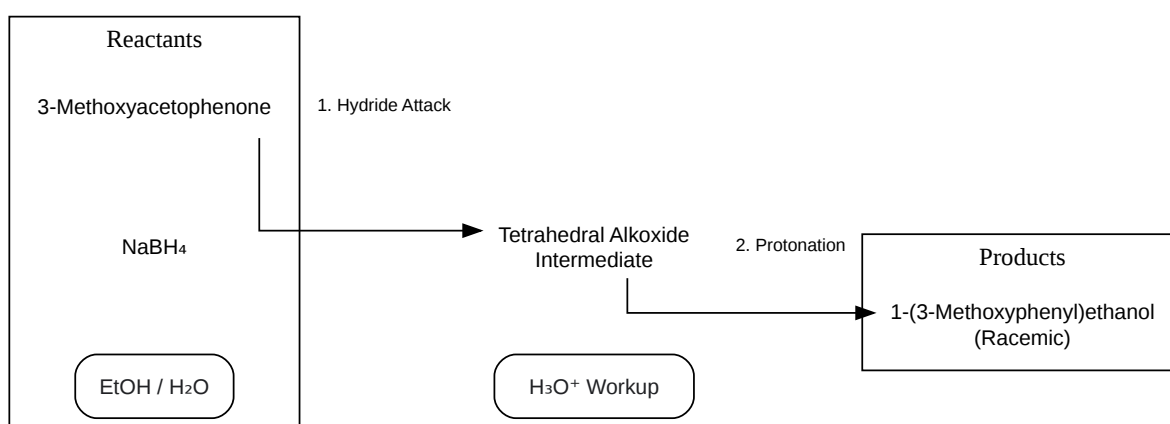 Reactants
3-Methoxyacetophenone
1. Hydride Attack
NaBH₄
Tetrahedral Alkoxide
Intermediate
2. Protonation
Products
1-(3-Methoxyphenyl)ethanol
(Racemic)
EtOH / H₂O
H₃O⁺ Workup